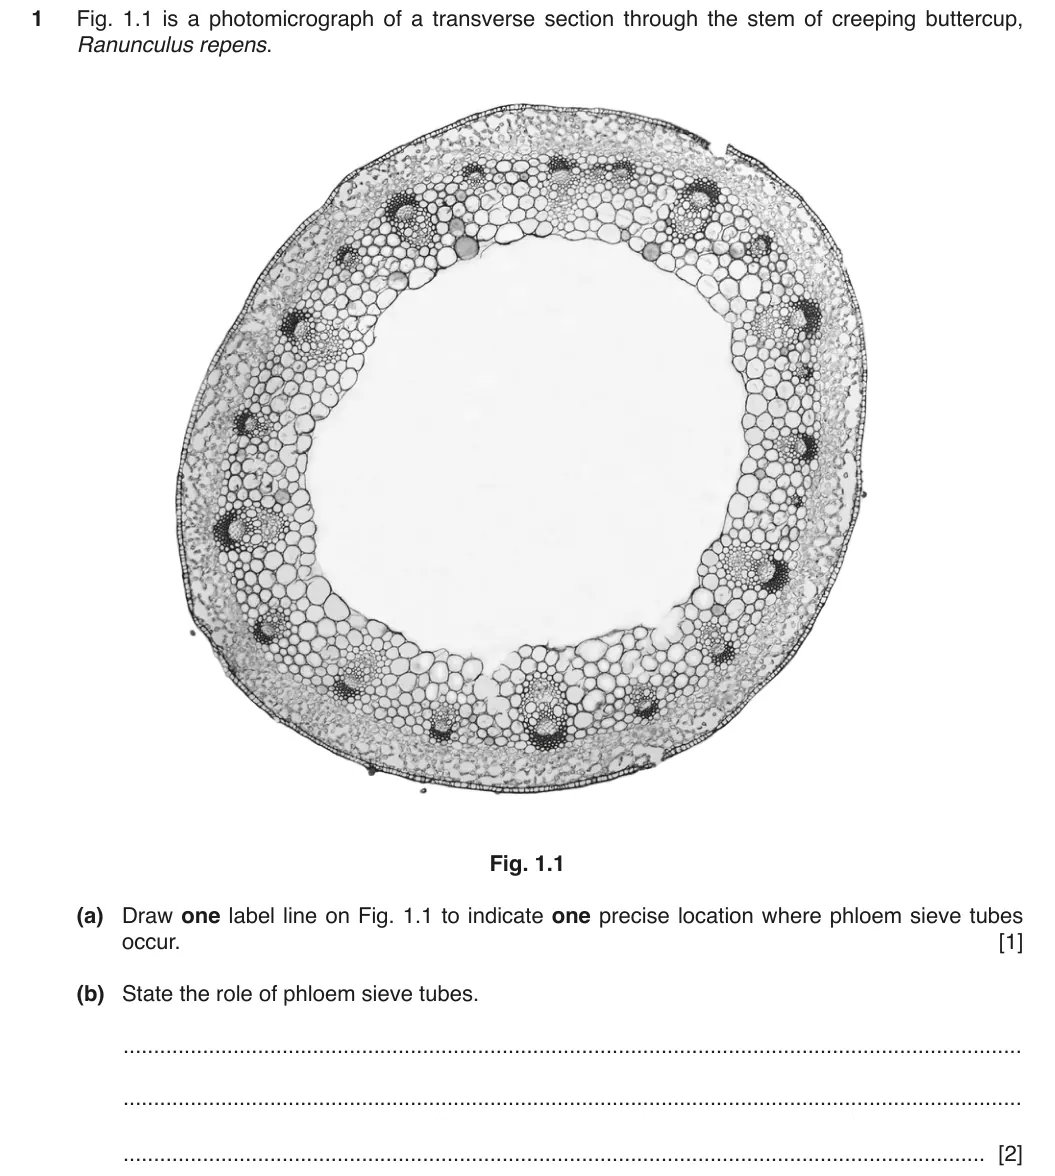 1 Fig. 1.1 is a photomicrograph of a transverse section through the stem of creeping buttercup,
Ranunculus repens.
Fig. 1.1
(a) Draw one label line on Fig. 1.1 to indicate one precise location where phloem sieve tubes
occur. [1]
(b) State the role of phloem sieve tubes.
..........................................................................................................................................
..........................................................................................................................................
.................................................................................................................................... [2]